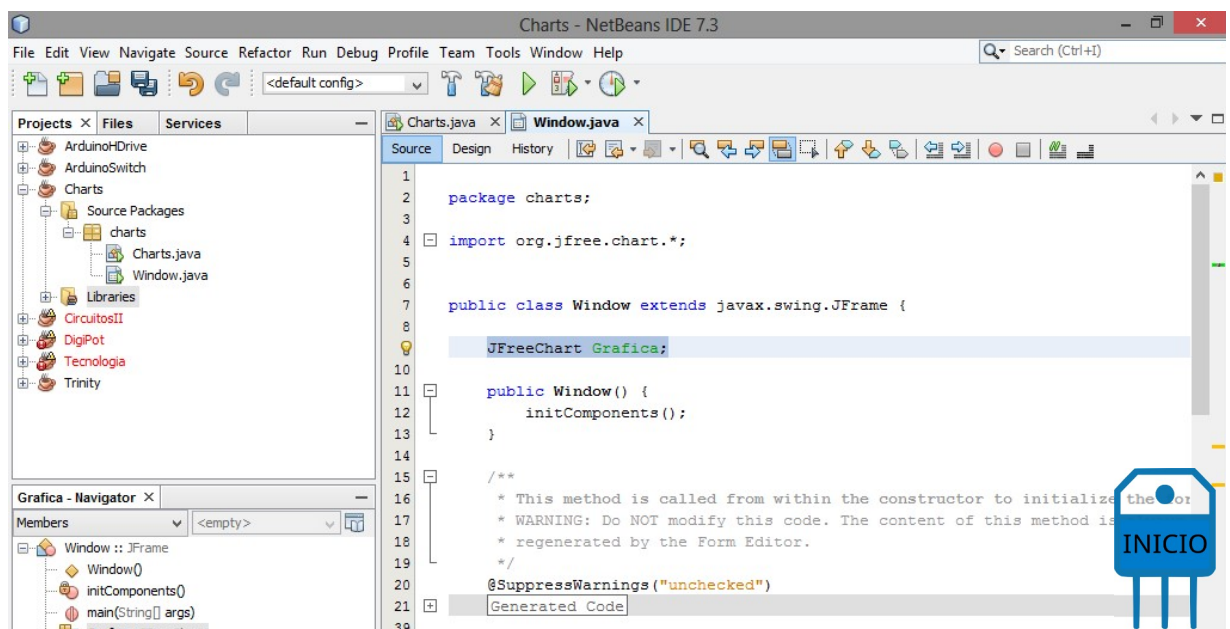 Charts - NetBeans IDE 7.3
File Edit View Navigate Source Refactor Run Debug Profile Team Tools Window Help
Search (Ctrl+I)
<default config>
Projects Files Services
ArduinoHDrive
ArduinoSwitch
Charts
Source Packages
charts
Charts.java
Window.java
Libraries
CircuitosII
DigiPot
Tecnologia
Trinity
Grafica - Navigator
Members <empty>
Window :: JFrame
Window()
initComponents()
main(String[] args)
Charts.java Window.java
Source Design History
1
2 package charts;
3
4 import org.jfree.chart.*;
5
6
7 public class Window extends javax.swing.JFrame {
8
JFreeChart Grafica;
10
11 public Window() {
12 initComponents();
13 }
14
15 /**
16 * This method is called from within the constructor to initialize the
17 * WARNING: Do NOT modify this code. The content of this method is
18 * regenerated by the Form Editor.
19 */
20 @SuppressWarnings("unchecked")
21 Generated Code
39
INICIO